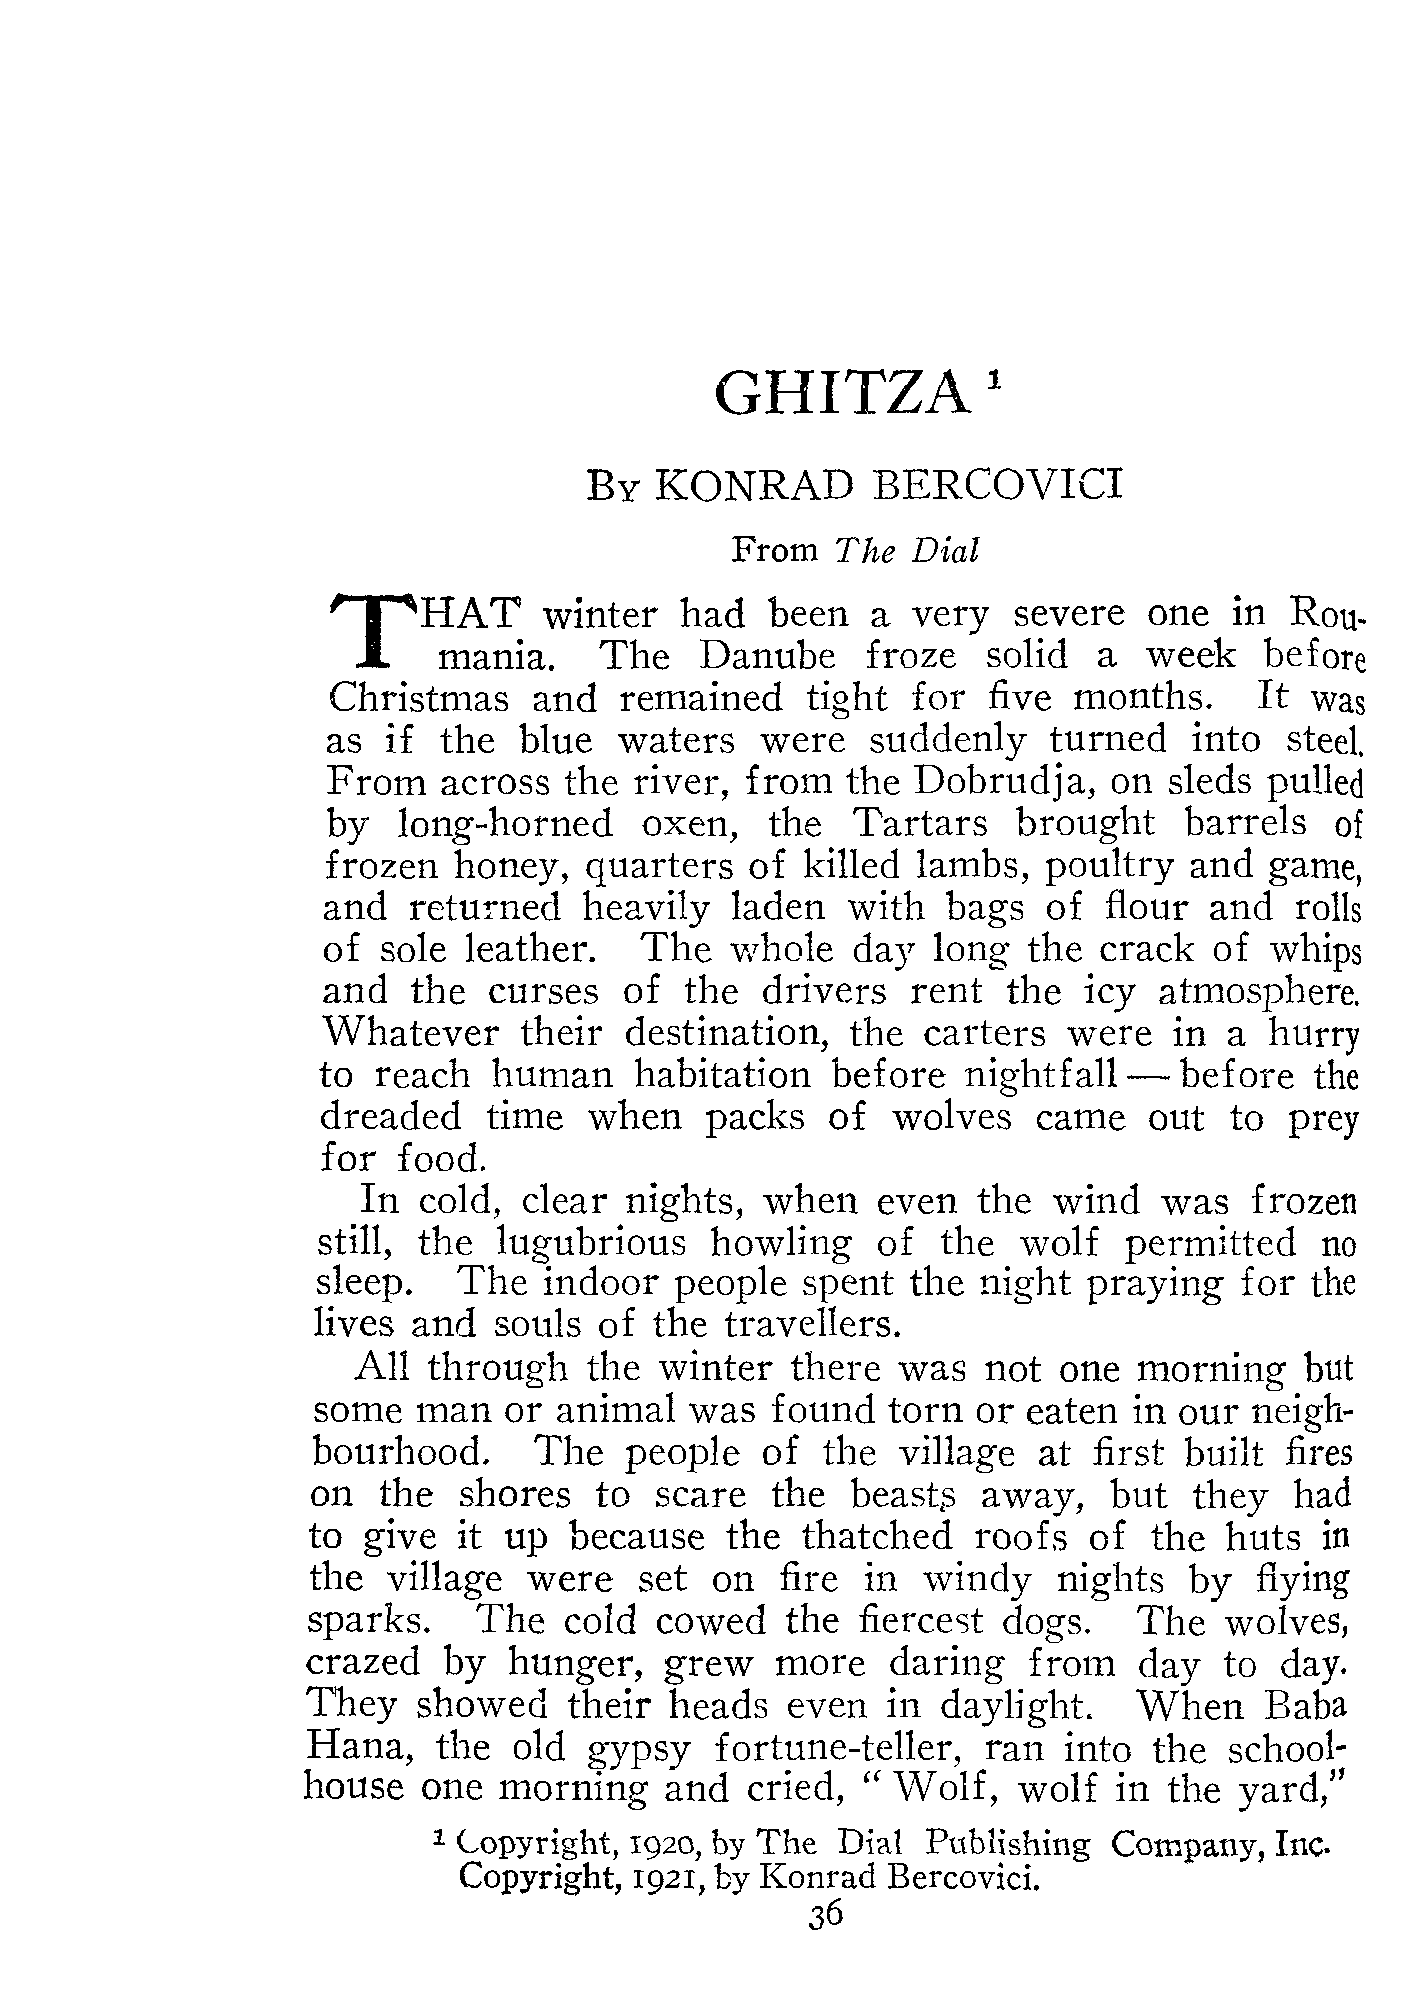 GHITZA ¹
By KONRAD BERCOVICI
From The Dial
THAT winter had been a very severe one in Rou-
mania. The Danube froze solid a week before
Christmas and remained tight for five months. It was
as if the blue waters were suddenly turned into steel.
From across the river, from the Dobrudja, on sleds pulled
by long-horned oxen, the Tartars brought barrels of
frozen honey, quarters of killed lambs, poultry and game,
and returned heavily laden with bags of flour and rolls
of sole leather. The whole day long the crack of whips
and the curses of the drivers rent the icy atmosphere.
Whatever their destination, the carters were in a hurry
to reach human habitation before nightfall — before the
dreaded time when packs of wolves came out to prey
for food.
In cold, clear nights, when even the wind was frozen
still, the lugubrious howling of the wolf permitted no
sleep. The indoor people spent the night praying for the
lives and souls of the travellers.
All through the winter there was not one morning but
some man or animal was found torn or eaten in our neigh-
bourhood. The people of the village at first built fires
on the shores to scare the beasts away, but they had
to give it up because the thatched roofs of the huts in
the village were set on fire in windy nights by flying
sparks. The cold cowed the fiercest dogs. The wolves,
crazed by hunger, grew more daring from day to day.
They showed their heads even in daylight. When Baba
Hana, the old gypsy fortune-teller, ran into the school-
house one morning and cried, “ Wolf, wolf in the yard,”
¹ Copyright, 1920, by The Dial Publishing Company, Inc.
Copyright, 1921, by Konrad Bercovici.
36